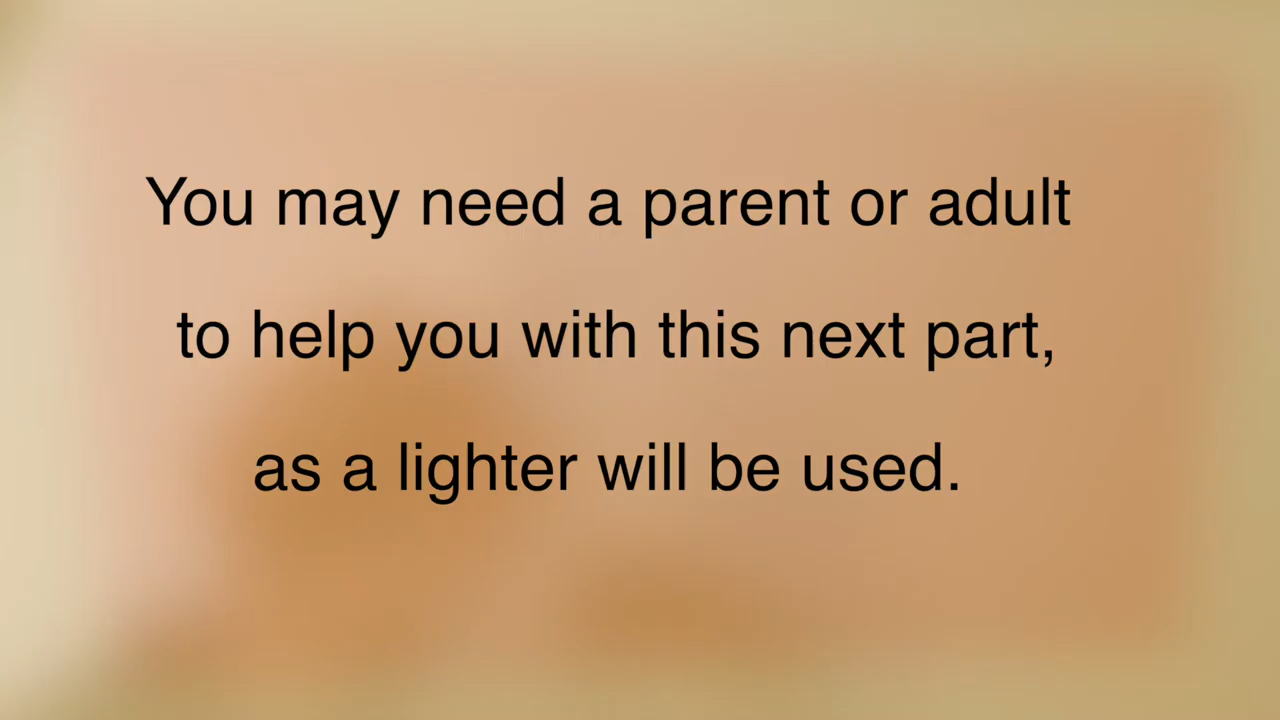 You may need a parent or adult
to help you with this next part,
as a lighter will be used.